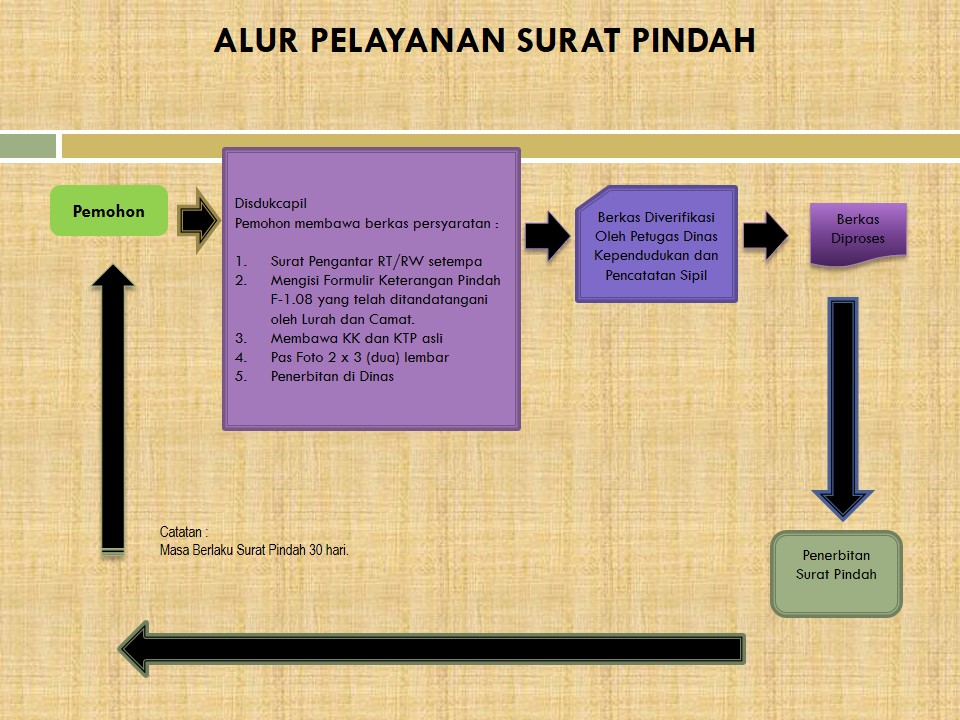 ALUR PELAYANAN SURAT PINDAH
Pemohon
Disdukcapil
Pemohon membawa berkas persyaratan :
1. Surat Pengantar RT/RW setempa
2. Mengisi Formulir Keterangan Pindah
F-1.08 yang telah ditandatangani
oleh Lurah dan Camat.
3. Membawa KK dan KTP asli
4. Pas Foto 2 x 3 (dua) lembar
5. Penerbitan di Dinas
Berkas Diverifikasi
Oleh Petugas Dinas
Kependudukan dan
Pencatatan Sipil
Berkas
Diproses
Penerbitan
Surat Pindah
Catatan :
Masa Berlaku Surat Pindah 30 hari.